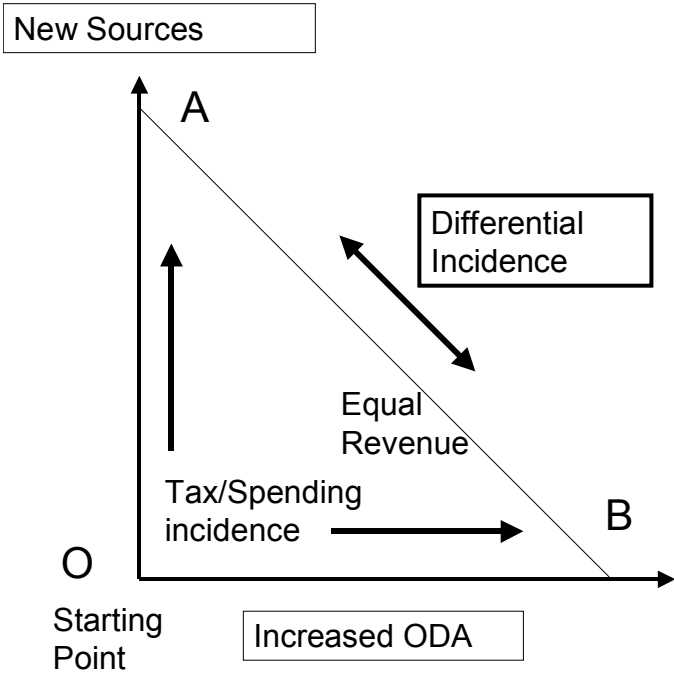 New Sources
A
Differential
Incidence
Equal
Revenue
Tax/Spending
incidence
B
O
Starting
Point
Increased ODA